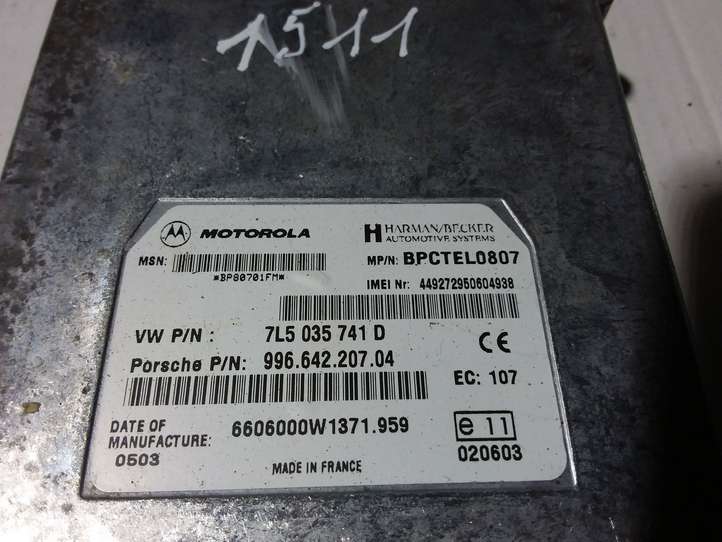 1511
MOTOROLA
HARMAN/BECKER
AUTOMOTIVE SYSTEMS
MSN:
*BP80701FM*
MP/N: BPCTEL0807
IMEI Nr: 449272950604938
VW P/N : 7L5 035 741 D
CE
Porsche P/N: 996.642.207.04
EC: 107
DATE OF
MANUFACTURE:
0503
6606000W1371.959
e 11
020603
MADE IN FRANCE